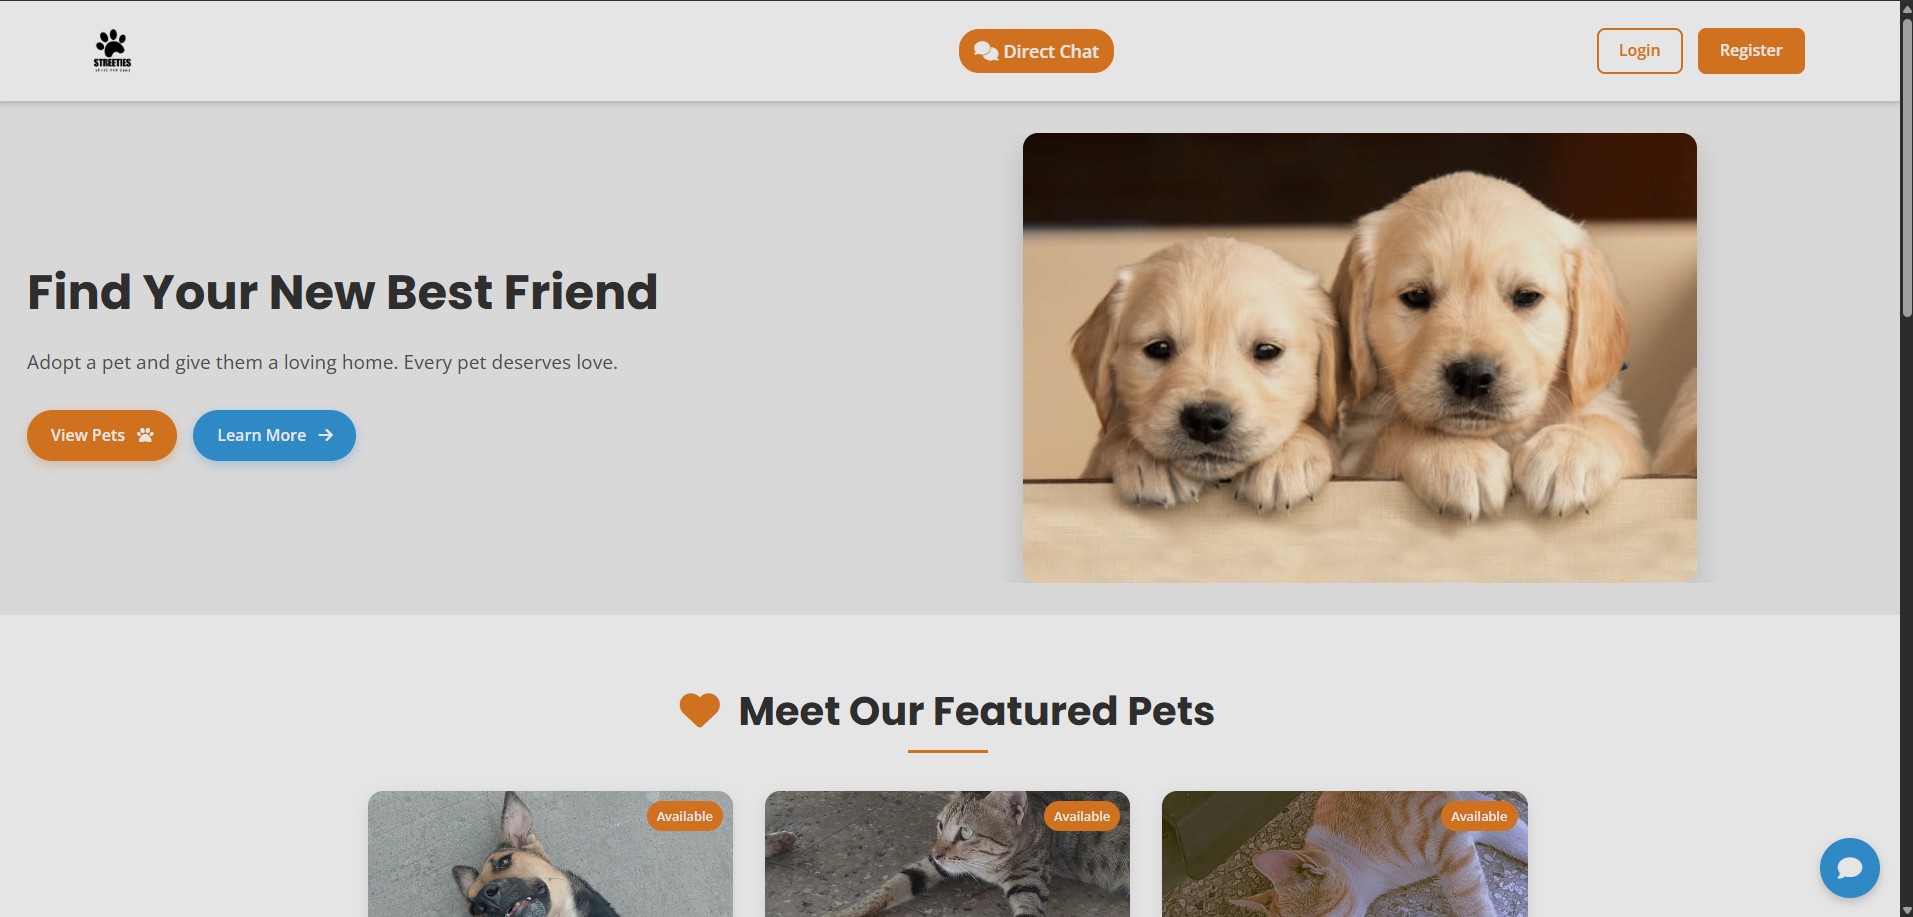 STREETIES
Direct Chat
Login
Register
Find Your New Best Friend
Adopt a pet and give them a loving home. Every pet deserves love.
View Pets
Learn More
Meet Our Featured Pets
Available
Available
Available